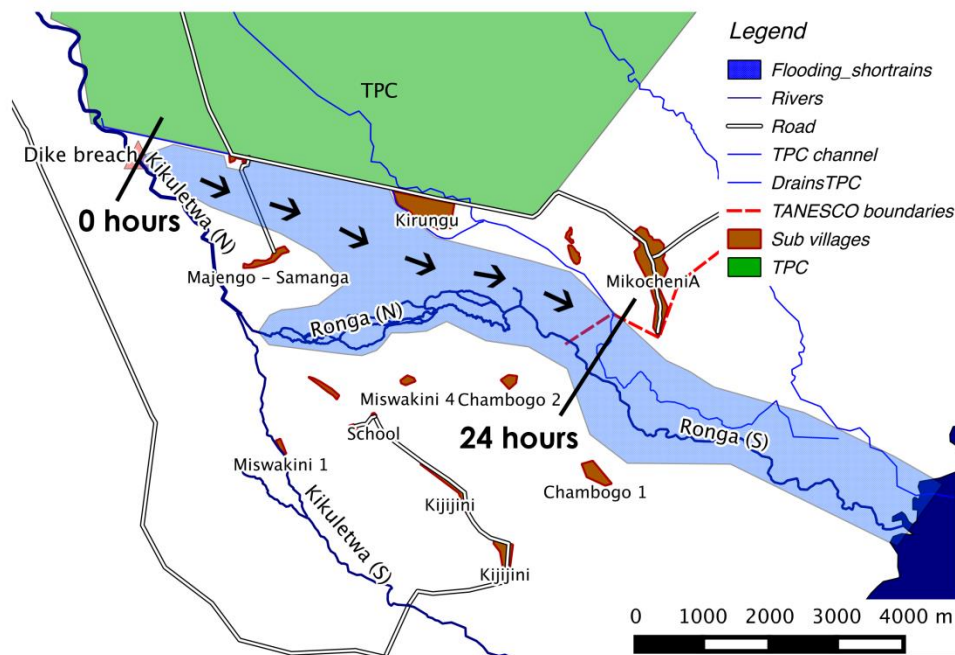 Legend
Flooding_shortrains
Rivers
Road
TPC channel
DrainsTPC
TANESCO boundaries
Sub villages
TPC
TPC
Dike breach
0 hours
Kikuletwa (N)
Kirungu
Majengo - Samanga
MikocheniA
Ronga (N)
Miswakini 4
Chambogo 2
24 hours
School
Ronga (S)
Miswakini 1
Chambogo 1
Kijijini
Kikuletwa (S)
Kijijini
0 1000 2000 3000 4000 m